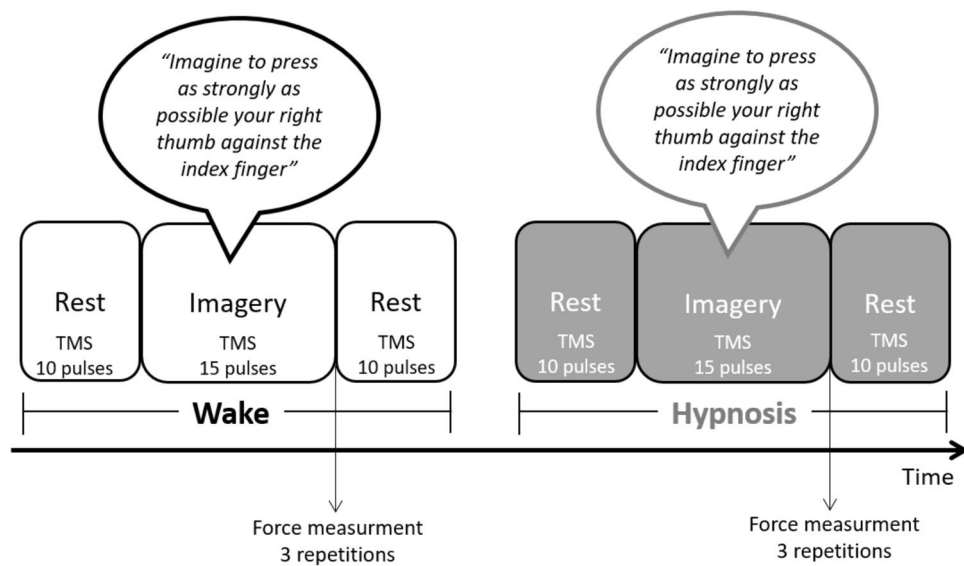 “Imagine to press
as strongly as
possible your right
thumb against the
index finger”
“Imagine to press
as strongly as
possible your right
thumb against the
index finger”
Rest
TMS
10 pulses
Imagery
TMS
15 pulses
Rest
TMS
10 pulses
Rest
TMS
10 pulses
Imagery
TMS
15 pulses
Rest
TMS
10 pulses
Wake
Hypnosis
Time
Force measurment
3 repetitions
Force measurment
3 repetitions